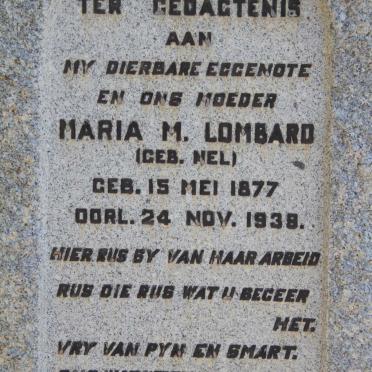 TER GEDAGTENIS
AAN
MY DIERBARE EGGENOTE
EN ONS MOEDER
MARIA M. LOMBARD
(GEB. NEL)
GEB. 15 MEI 1877
OORL. 24 NOV. 1938.
HIER RUS SY VAN HAAR ARBEID
RUS DIE RUS WAT U BEGEER
HET.
VRY VAN PYN EN SMART.